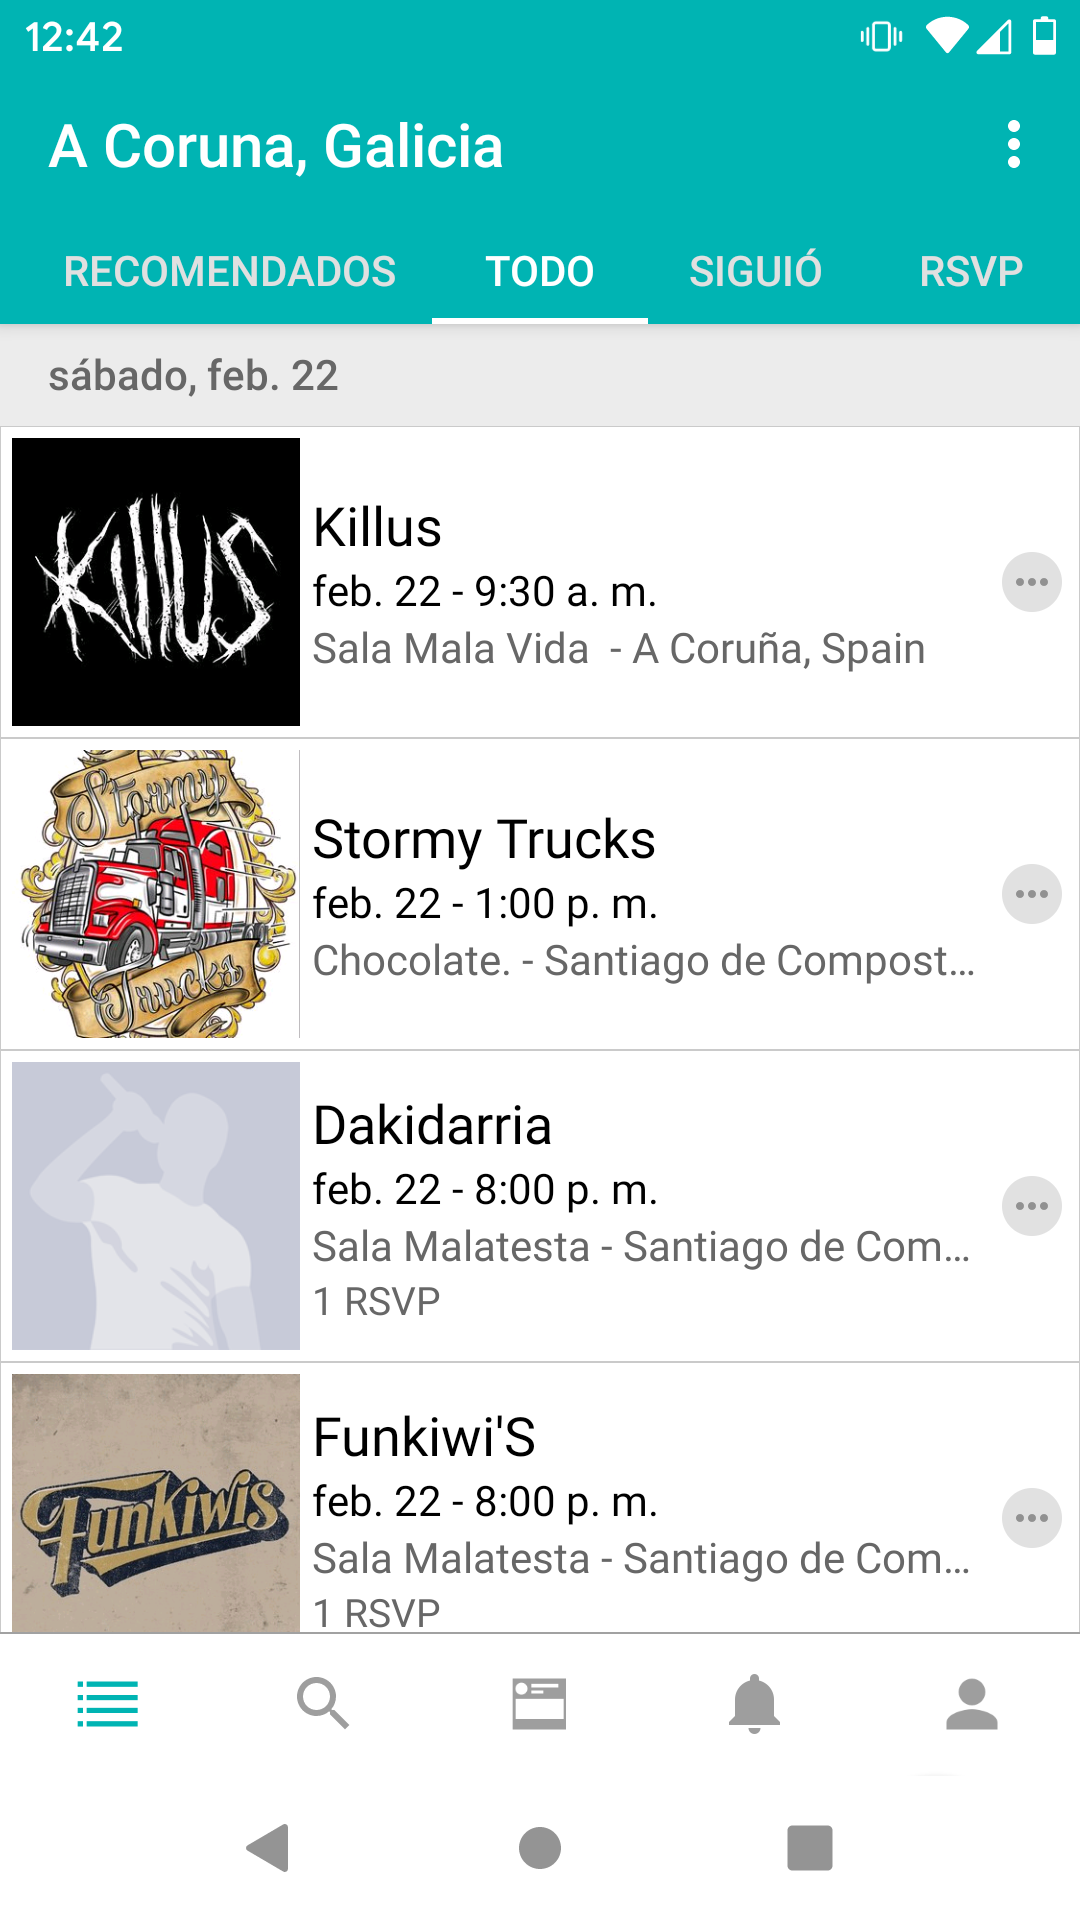 12:42
A Coruna, Galicia
RECOMENDADOS TODO SIGUIÓ RSVP
sábado, feb. 22
KILLUS
Killus
feb. 22 - 9:30 a. m.
Sala Mala Vida - A Coruña, Spain
Stormy
Trucks
Stormy Trucks
feb. 22 - 1:00 p. m.
Chocolate. - Santiago de Compost...
Dakidarria
feb. 22 - 8:00 p. m.
Sala Malatesta - Santiago de Com...
1 RSVP
Funkiwis
Funkiwi'S
feb. 22 - 8:00 p. m.
Sala Malatesta - Santiago de Com...
1 RSVP